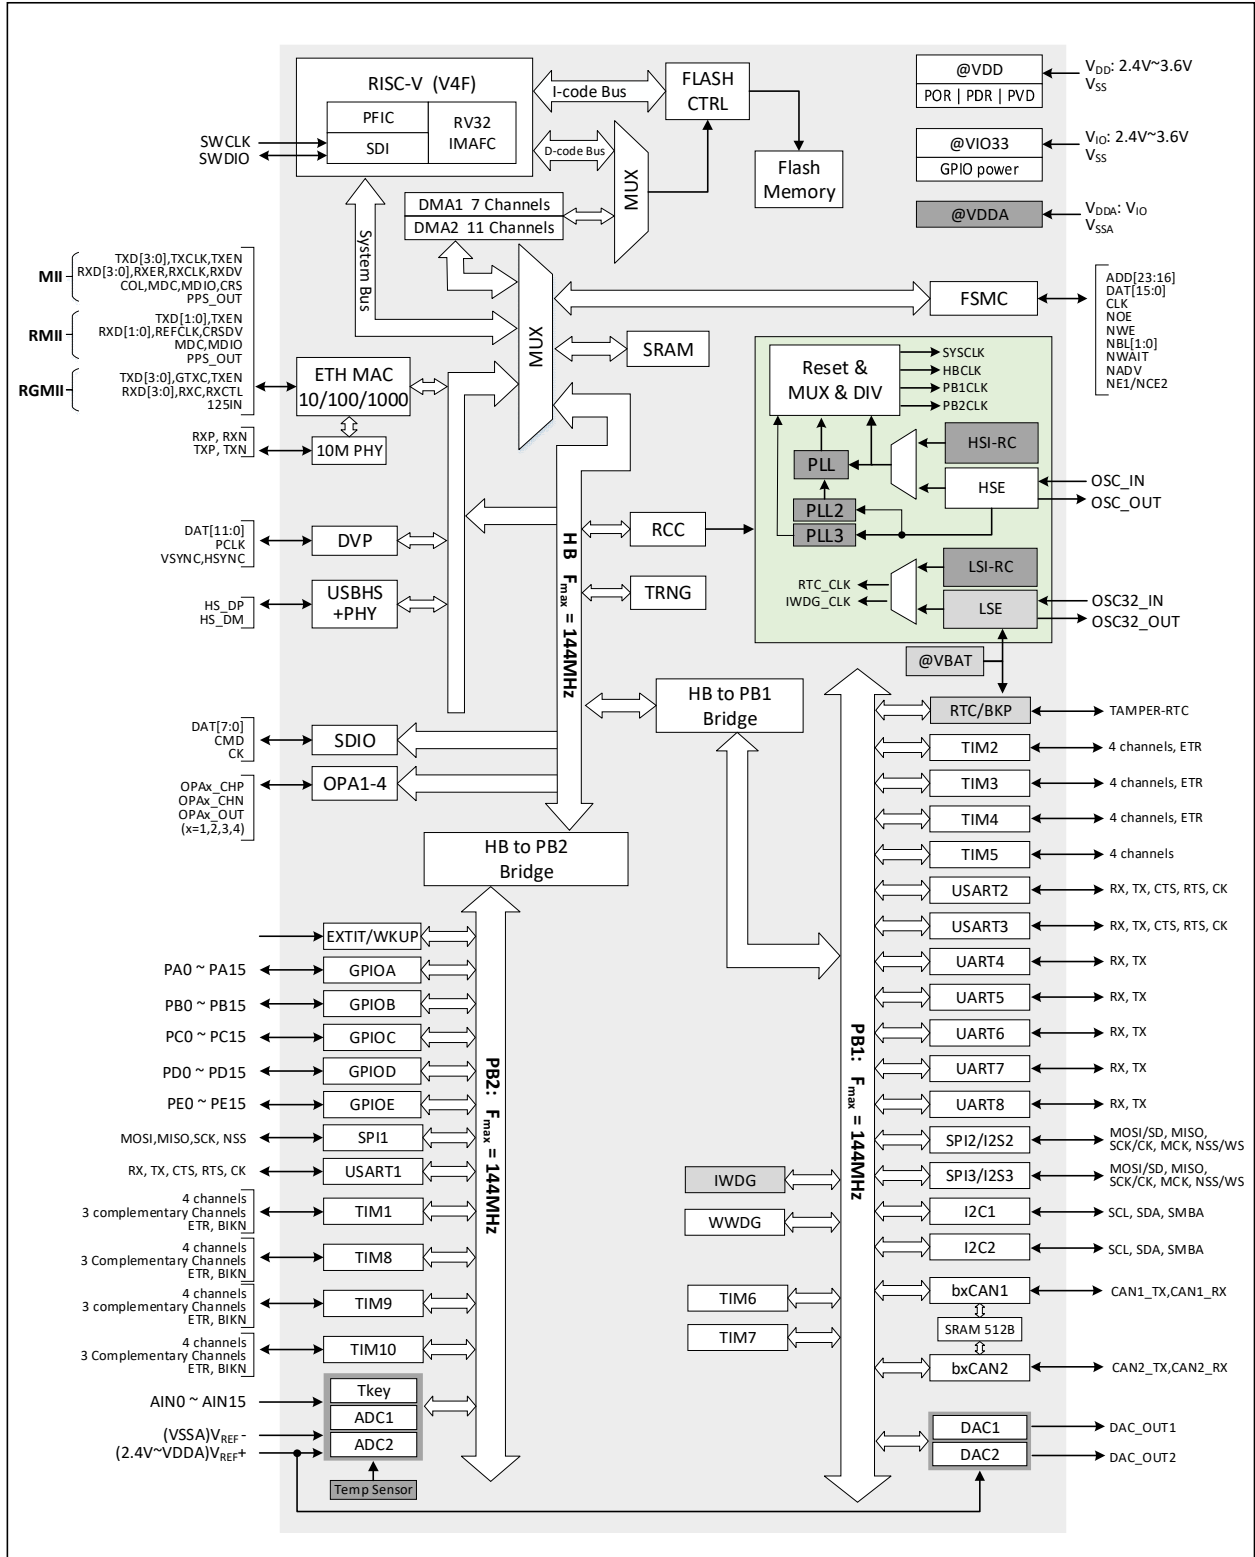 RISC-V (V4F)
PFIC
SDI
RV32
IMAFC
SWCLK
SWDIO
I-code Bus
D-code Bus
FLASH
CTRL
MUX
Flash
Memory
@VDD
POR | PDR | PVD
VDD: 2.4V~3.6V
VSS
@VIO33
GPIO power
VIO: 2.4V~3.6V
VSS
@VDDA
VDDA: VIO
VSSA
DMA1 7 Channels
DMA2 11 Channels
System Bus
MUX
MII
TXD[3:0],TXCLK,TXEN
RXD[3:0],RXER,RXCLK,RXDV
COL,MDC,MDIO,CRS
PPS_OUT
RMII
TXD[1:0],TXEN
RXD[1:0],REFCLK,CRSDV
MDC,MDIO
PPS_OUT
RGMII
TXD[3:0],GTXC,TXEN
RXD[3:0],RXC,RXCTL
125IN
ETH MAC
10/100/1000
RXP, RXN
TXP, TXN
10M PHY
SRAM
FSMC
ADD[23:16]
DAT[15:0]
CLK
NOE
NWE
NBL[1:0]
NWAIT
NADV
NE1/NCE2
Reset &
MUX & DIV
SYSCLK
HBCLK
PB1CLK
PB2CLK
HSI-RC
PLL
HSE
OSC_IN
OSC_OUT
PLL2
PLL3
LSI-RC
RTC_CLK
IWDG_CLK
LSE
OSC32_IN
OSC32_OUT
@VBAT
DAT[11:0]
PCLK
VSYNC,HSYNC
DVP
RCC
HS_DP
HS_DM
USBHS
+PHY
TRNG
HB Fmax = 144MHz
HB to PB1
Bridge
DAT[7:0]
CMD
CK
SDIO
OPAx_CHP
OPAx_CHN
OPAx_OUT
(x=1,2,3,4)
OPA1-4
HB to PB2
Bridge
EXTIT/WKUP
PA0 ~ PA15
GPIOA
PB0 ~ PB15
GPIOB
PC0 ~ PC15
GPIOC
PD0 ~ PD15
GPIOD
PE0 ~ PE15
GPIOE
MOSI,MISO,SCK, NSS
SPI1
RX, TX, CTS, RTS, CK
USART1
4 channels
3 complementary Channels
ETR, BIKN
TIM1
4 channels
3 Complementary Channels
ETR, BIKN
TIM8
4 channels
3 complementary Channels
ETR, BIKN
TIM9
4 channels
3 Complementary Channels
ETR, BIKN
TIM10
AIN0 ~ AIN15
Tkey
ADC1
ADC2
(VSSA)VREF-
(2.4V~VDDA)VREF+
Temp Sensor
PB2: Fmax = 144MHz
IWDG
WWDG
TIM6
TIM7
PB1: Fmax = 144MHz
RTC/BKP
TAMPER-RTC
TIM2
4 channels, ETR
TIM3
4 channels, ETR
TIM4
4 channels, ETR
TIM5
4 channels
USART2
RX, TX, CTS, RTS, CK
USART3
RX, TX, CTS, RTS, CK
UART4
RX, TX
UART5
RX, TX
UART6
RX, TX
UART7
RX, TX
UART8
RX, TX
SPI2/I2S2
MOSI/SD, MISO,
SCK/CK, MCK, NSS/WS
SPI3/I2S3
MOSI/SD, MISO,
SCK/CK, MCK, NSS/WS
I2C1
SCL, SDA, SMBA
I2C2
SCL, SDA, SMBA
bxCAN1
CAN1_TX,CAN1_RX
SRAM 512B
bxCAN2
CAN2_TX,CAN2_RX
DAC1
DAC_OUT1
DAC2
DAC_OUT2